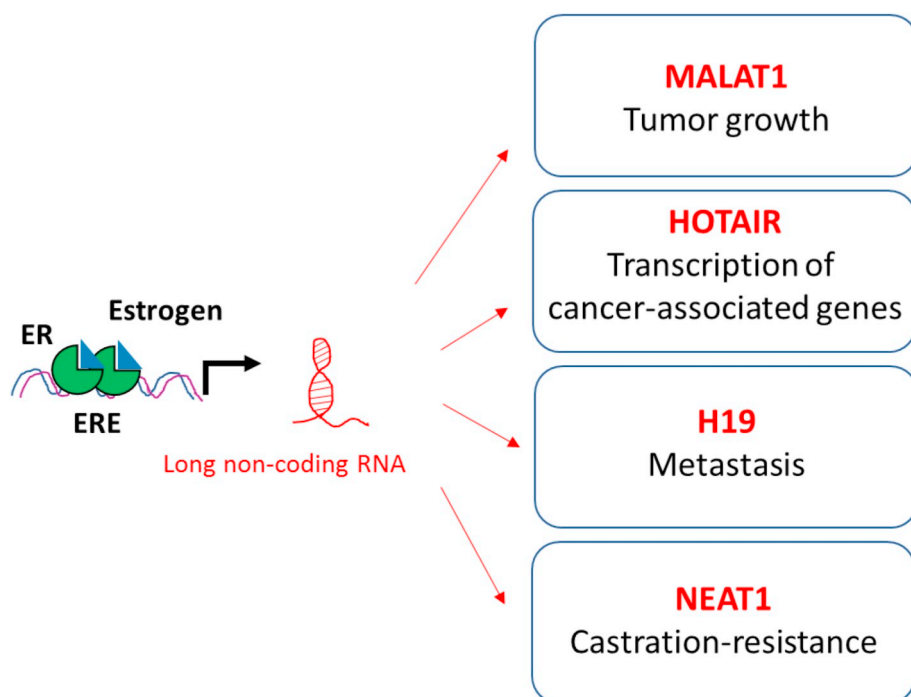 Estrogen
ER
ERE
Long non-coding RNA
MALAT1
Tumor growth
HOTAIR
Transcription of
cancer-associated genes
H19
Metastasis
NEAT1
Castration-resistance